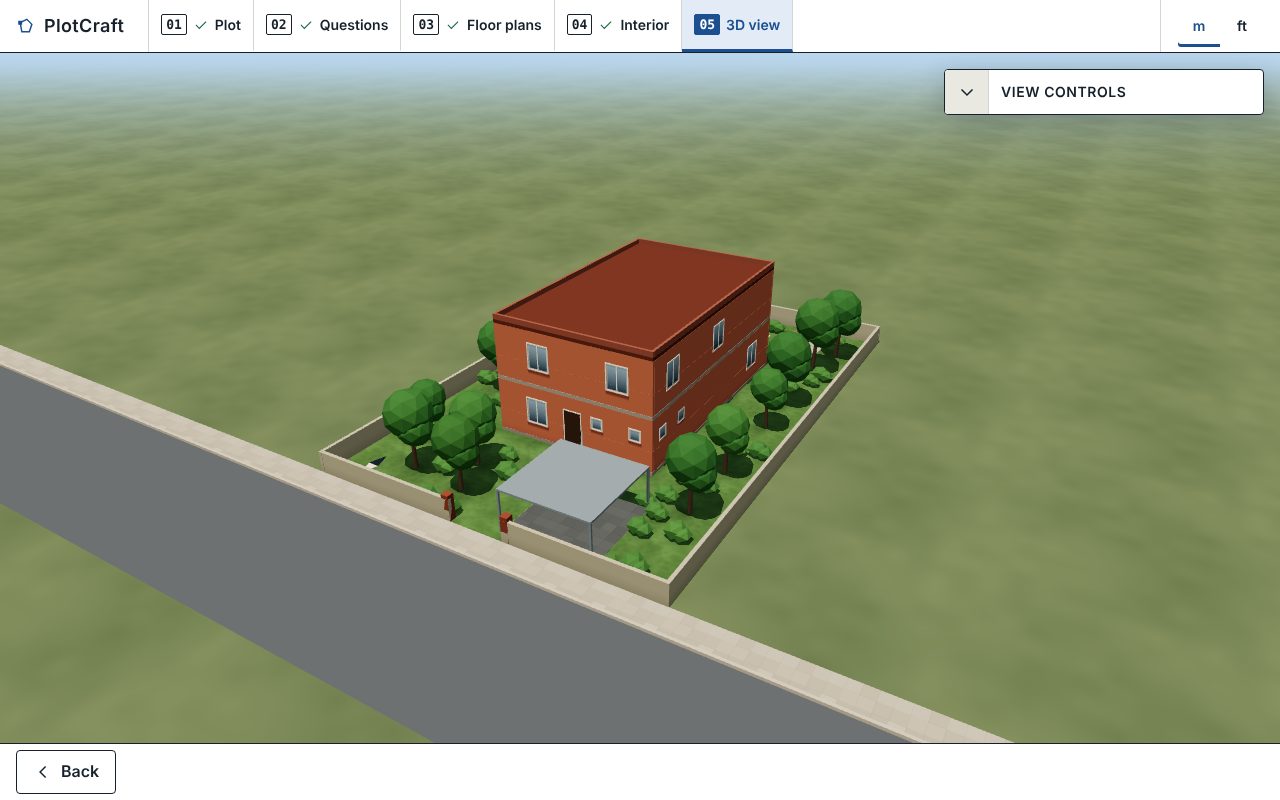 PlotCraft
01 Plot
02 Questions
03 Floor plans
04 Interior
05 3D view
m ft
VIEW CONTROLS
Back